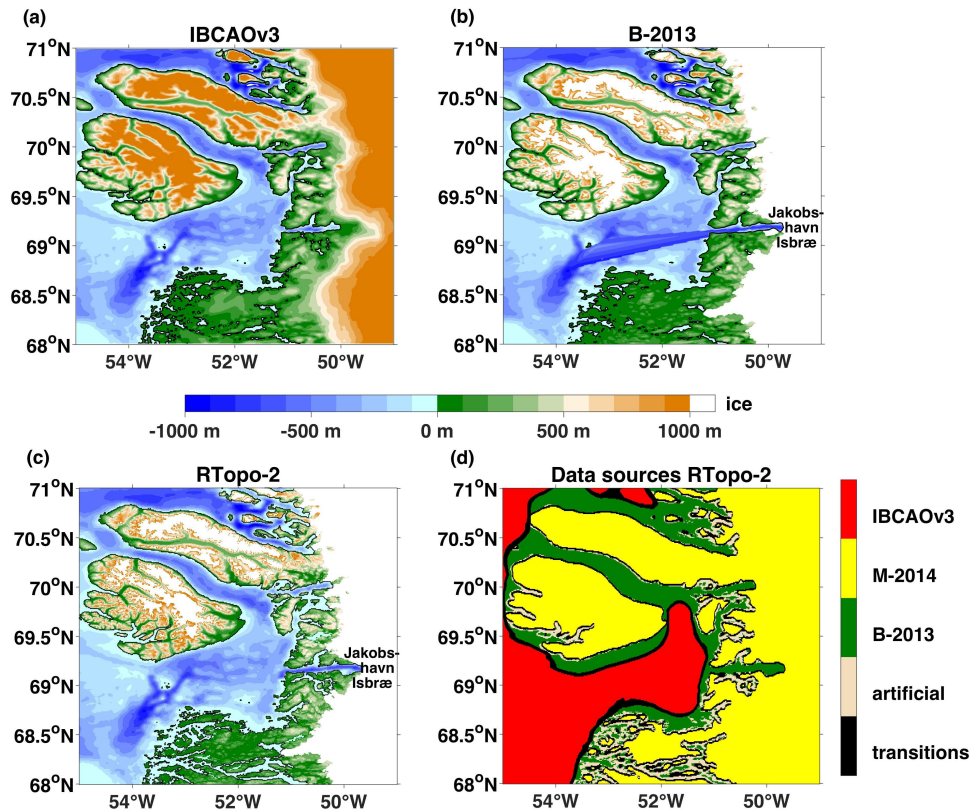 (a)
IBCAOv3
71°N
70.5°N
70°N
69.5°N
69°N
68.5°N
68°N
54°W 52°W 50°W
(b)
B-2013
71°N
70.5°N
70°N
69.5°N
69°N
68.5°N
68°N
Jakobs-
havn
Isbræ
54°W 52°W 50°W
ice
-1000 m -500 m 0 m 500 m 1000 m
(c)
RTopo-2
71°N
70.5°N
70°N
69.5°N
69°N
68.5°N
68°N
Jakobs-
havn
Isbræ
54°W 52°W 50°W
(d)
Data sources RTopo-2
71°N
70.5°N
70°N
69.5°N
69°N
68.5°N
68°N
54°W 52°W 50°W
IBCAOv3
M-2014
B-2013
artificial
transitions